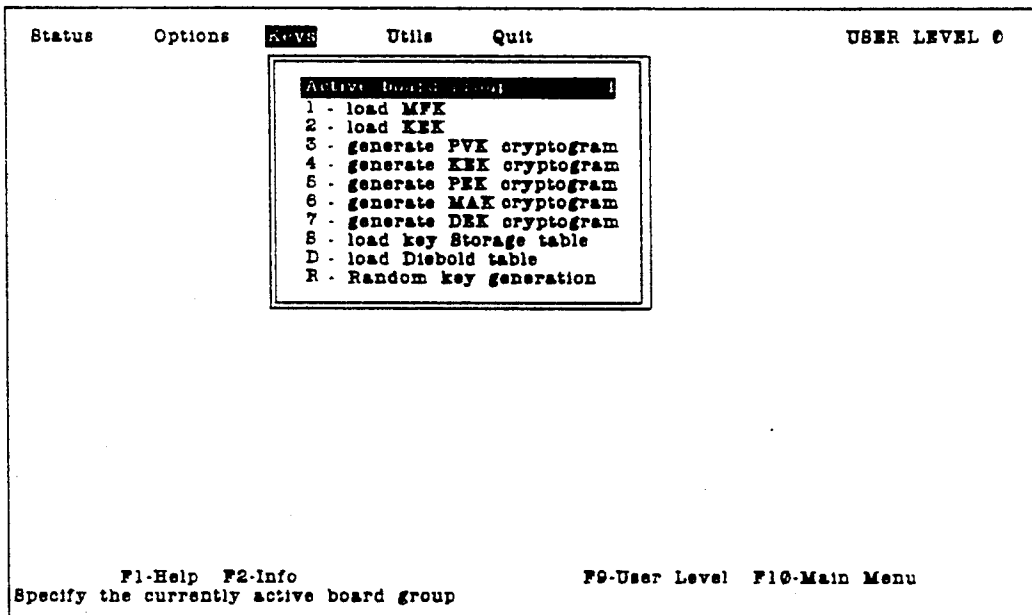 Status Options Keys Utils Quit USER LEVEL 0
Active board group 1
1 - load MFK
2 - load KEK
3 - generate PVK cryptogram
4 - generate KEK cryptogram
5 - generate PEK cryptogram
6 - generate MAK cryptogram
7 - generate DEK cryptogram
S - load key Storage table
D - load Diebold table
R - Random key generation
F1-Help F2-Info F9-User Level F10-Main Menu
Specify the currently active board group